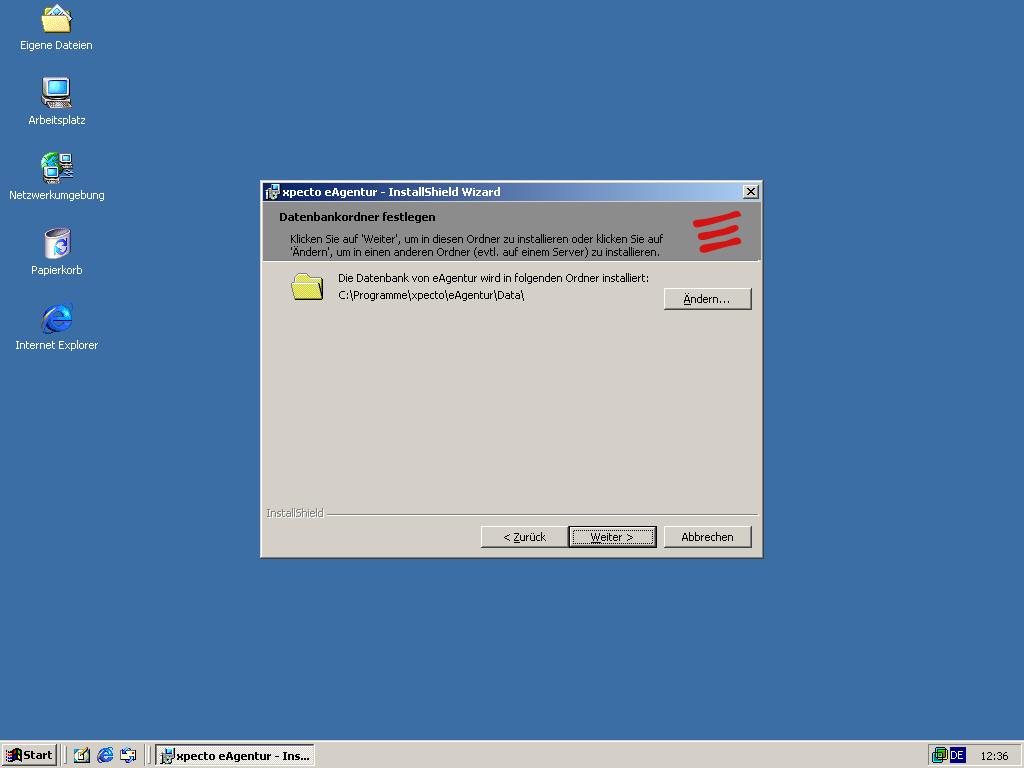 Eigene Dateien
Arbeitsplatz
Netzwerkumgebung
Papierkorb
Internet Explorer
xpecto eAgentur - InstallShield Wizard
Datenbankordner festlegen
Klicken Sie auf 'Weiter', um in diesen Ordner zu installieren oder klicken Sie auf
'Ändern', um in einen anderen Ordner (evtl. auf einem Server) zu installieren.
Die Datenbank von eAgentur wird in folgenden Ordner installiert:
C:\Programme\xpecto\eAgentur\Data\
Ändern...
InstallShield
< Zurück
Weiter >
Abbrechen
Start
xpecto eAgentur - Ins...
DE
12:36